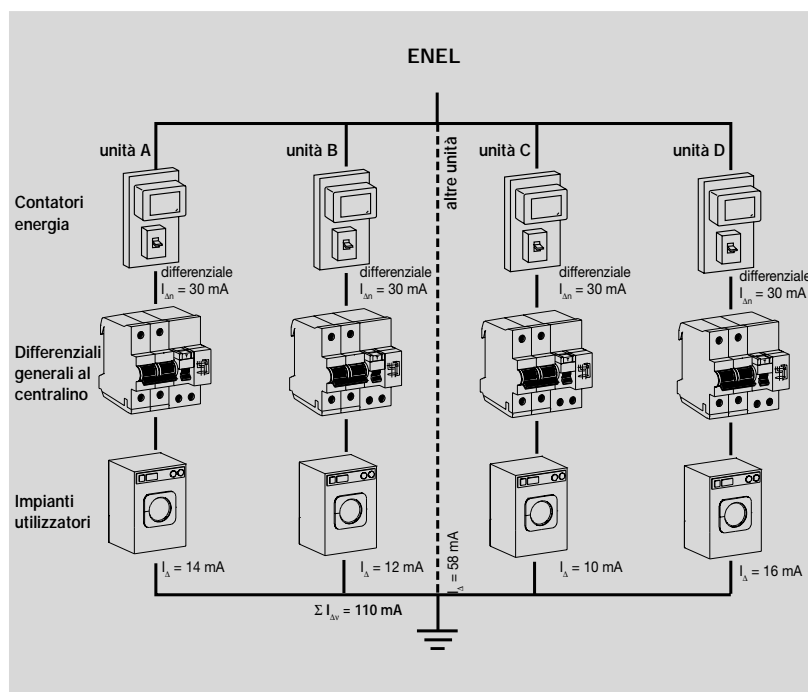 ENEL
unità A
unità B
altre unità
unità C
unità D
Contatori
energia
differenziale
IΔn = 30 mA
differenziale
IΔn = 30 mA
differenziale
IΔn = 30 mA
differenziale
IΔn = 30 mA
Differenziali
generali al
centralino
Impianti
utilizzatori
IΔ = 14 mA
IΔ = 12 mA
IΔ = 58 mA
IΔ = 10 mA
IΔ = 16 mA
Σ IΔv = 110 mA